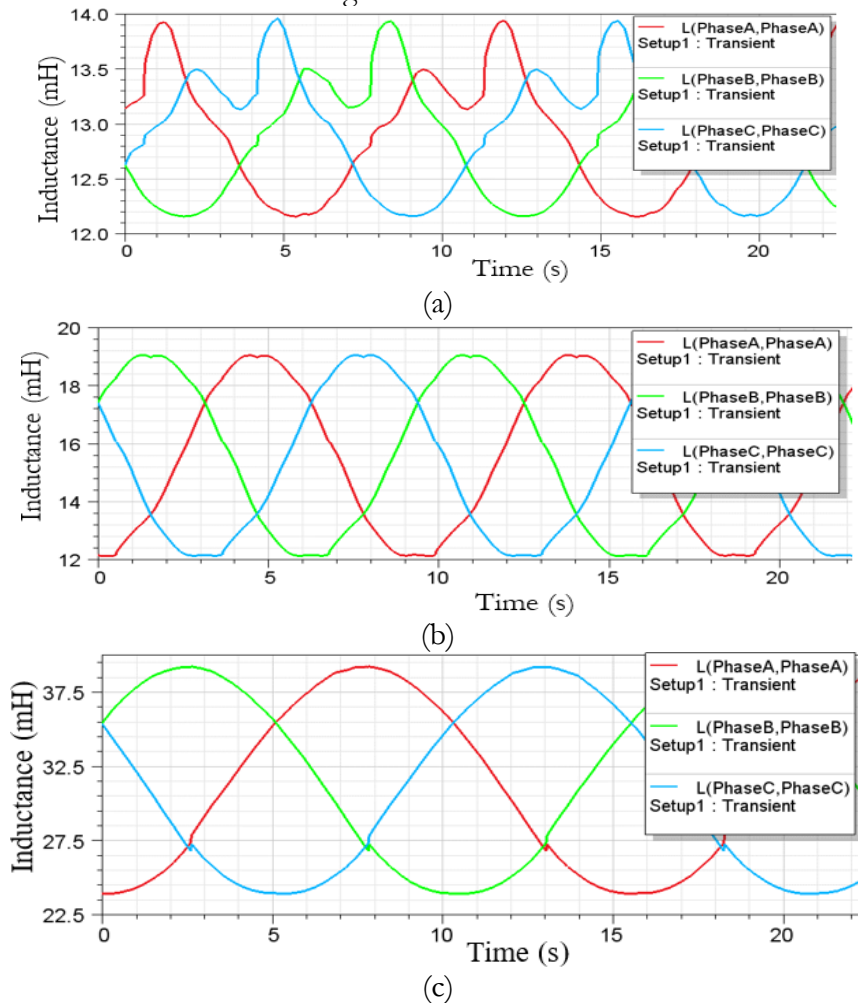 14.0
13.5
13.0
12.5
12.0
Inductance (mH)
0
5
10
15
20
Time (s)
L(PhaseA,PhaseA)
Setup1 : Transient
L(PhaseB,PhaseB)
Setup1 : Transient
L(PhaseC,PhaseC)
Setup1 : Transient
(a)
20
18
16
14
12
Inductance (mH)
0
5
10
15
20
Time (s)
L(PhaseA,PhaseA)
Setup1 : Transient
L(PhaseB,PhaseB)
Setup1 : Transient
L(PhaseC,PhaseC)
Setup1 : Transient
(b)
37.5
32.5
27.5
22.5
Inductance (mH)
0
5
10
15
20
Time (s)
L(PhaseA,PhaseA)
Setup1 : Transient
L(PhaseB,PhaseB)
Setup1 : Transient
L(PhaseC,PhaseC)
Setup1 : Transient
(c)